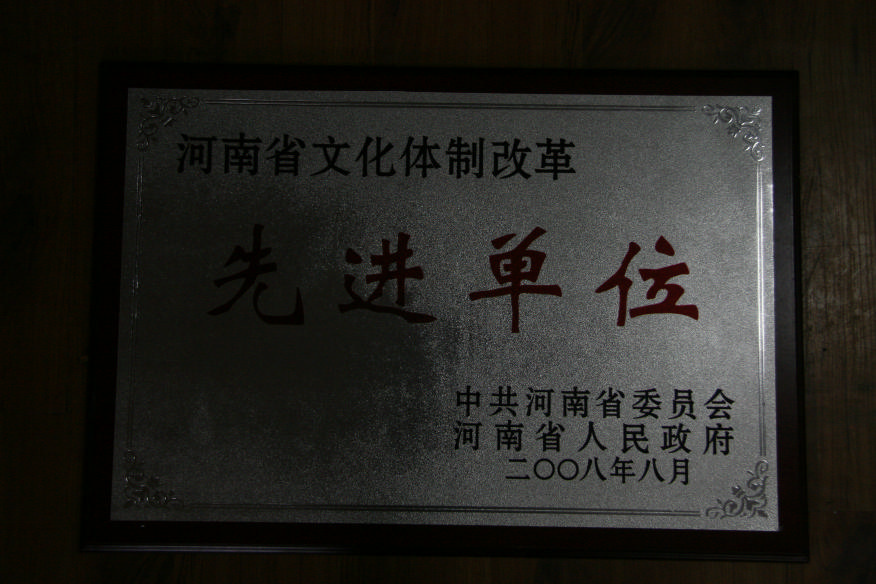 河南省文化体制改革
先进单位
中共河南省委员会
河南省人民政府
二〇〇八年八月